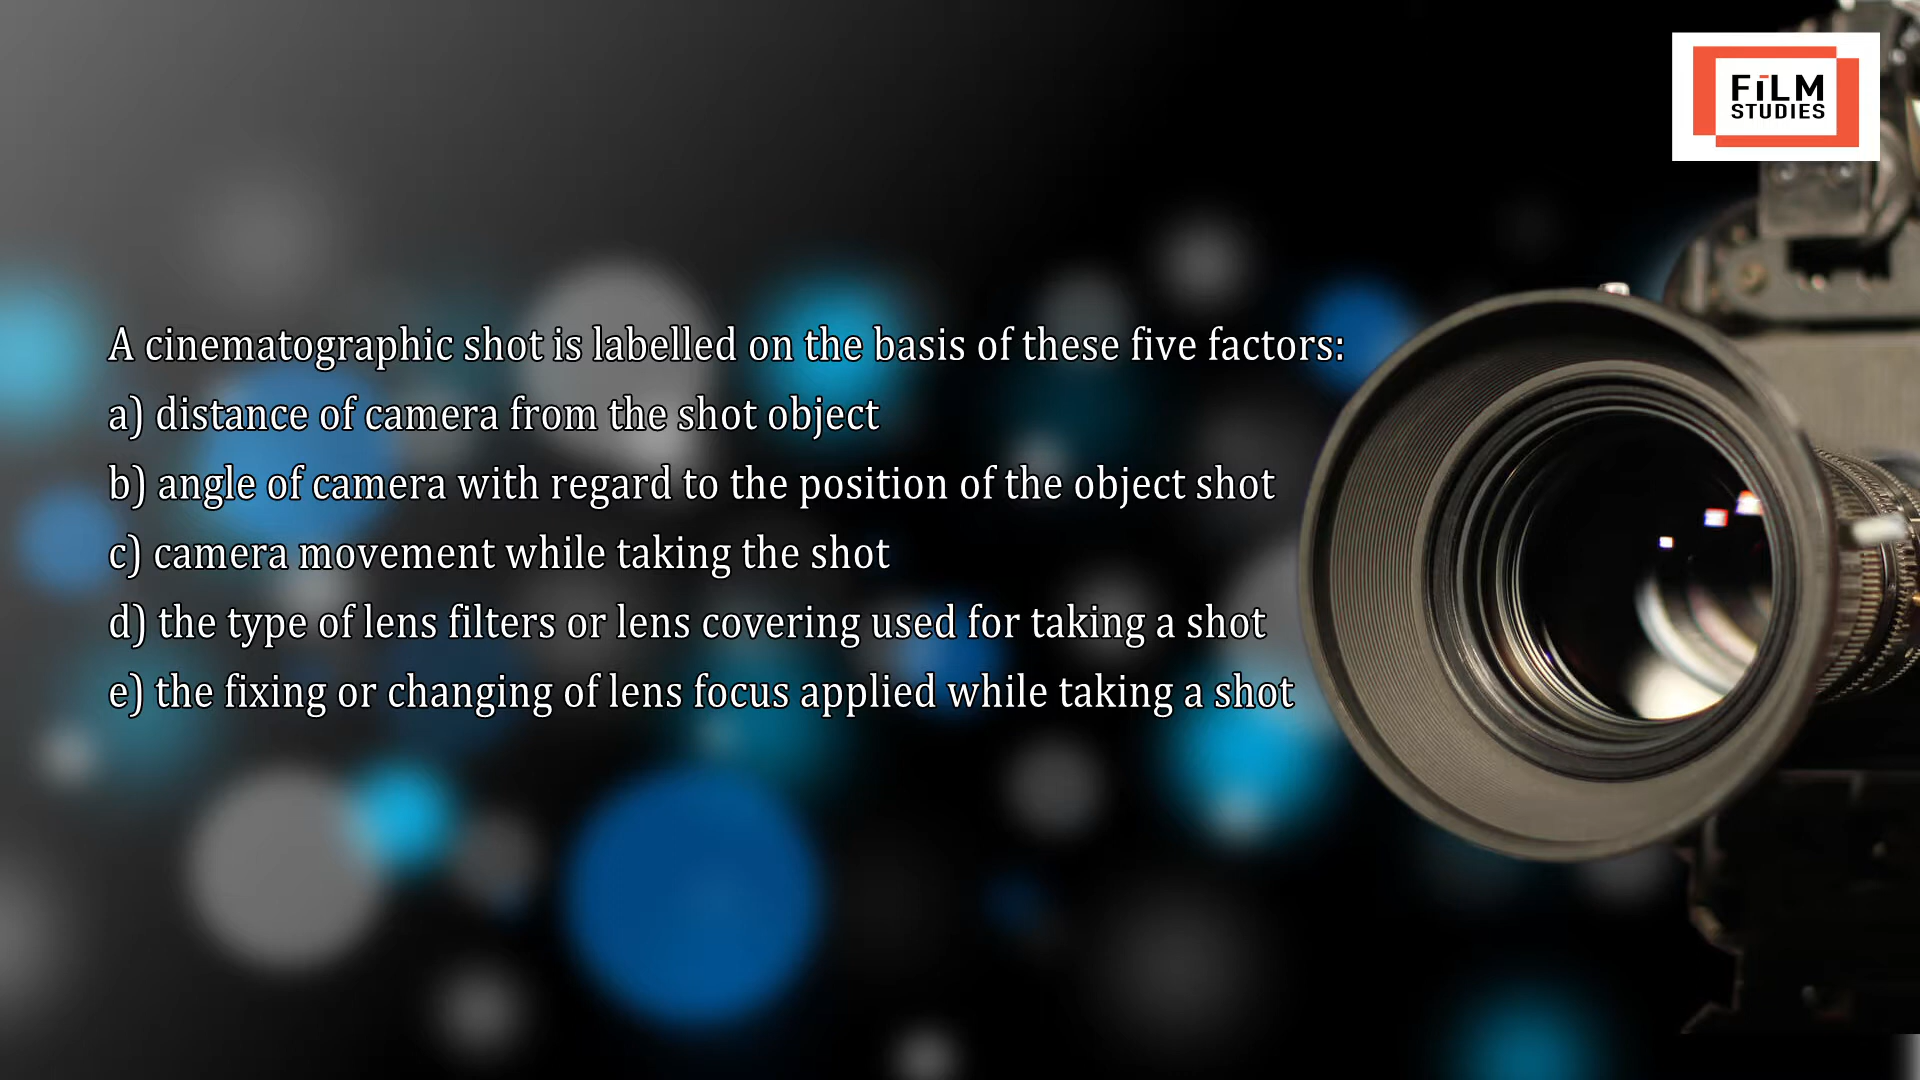 FiLM
STUDIES
A cinematographic shot is labelled on the basis of these five factors:
a) distance of camera from the shot object
b) angle of camera with regard to the position of the object shot
c) camera movement while taking the shot
d) the type of lens filters or lens covering used for taking a shot
e) the fixing or changing of lens focus applied while taking a shot